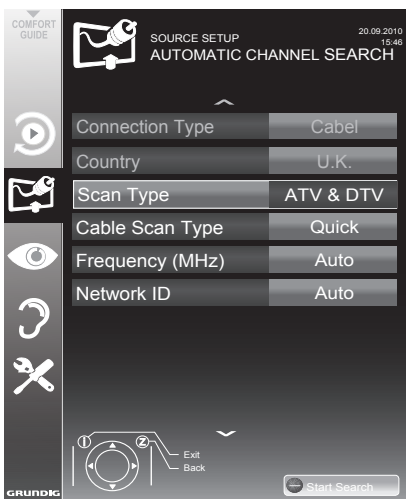 COMFORT
GUIDE
SOURCE SETUP
20.09.2010
AUTOMATIC CHANNEL SEARCH
15:46
Connection Type Cabel
Country U.K.
Scan Type ATV & DTV
Cable Scan Type Quick
Frequency (MHz) Auto
Network ID Auto
Exit
Back
Start Search
GRUNDIG